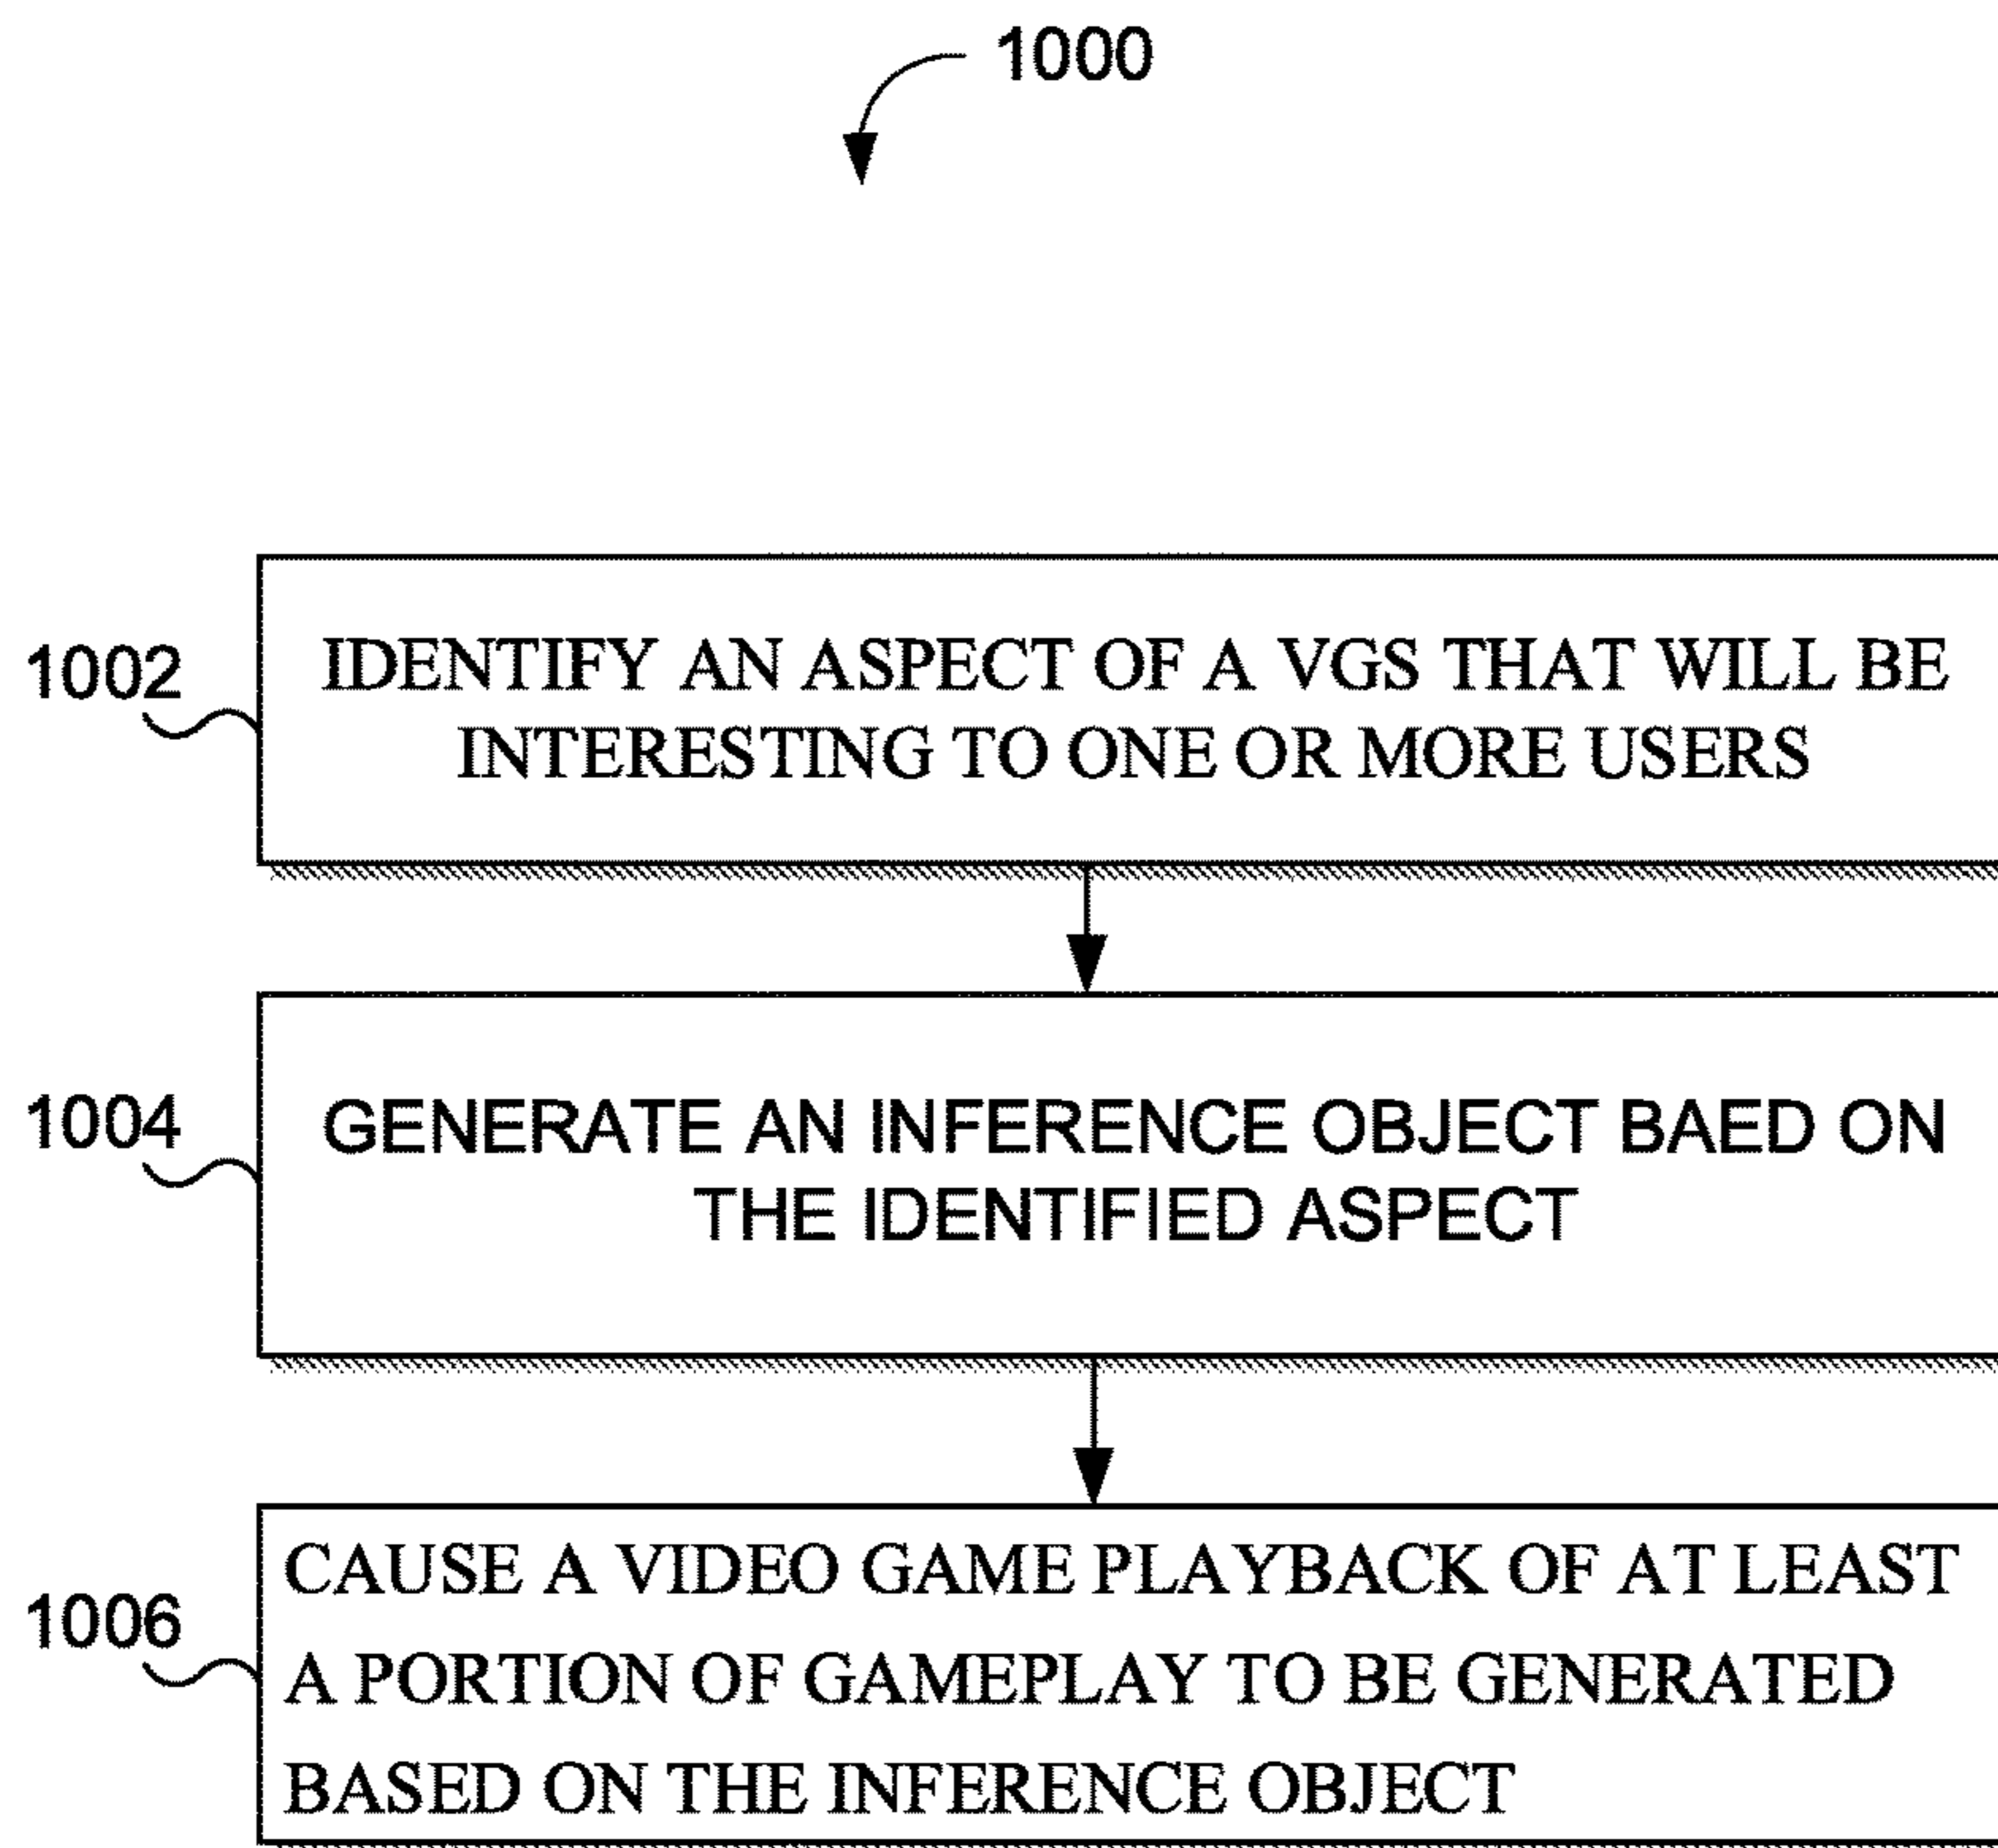 1000
1002
IDENTIFY AN ASPECT OF A VGS THAT WILL BE
INTERESTING TO ONE OR MORE USERS
1004
GENERATE AN INFERENCE OBJECT BAED ON
THE IDENTIFIED ASPECT
1006
CAUSE A VIDEO GAME PLAYBACK OF AT LEAST
A PORTION OF GAMEPLAY TO BE GENERATED
BASED ON THE INFERENCE OBJECT